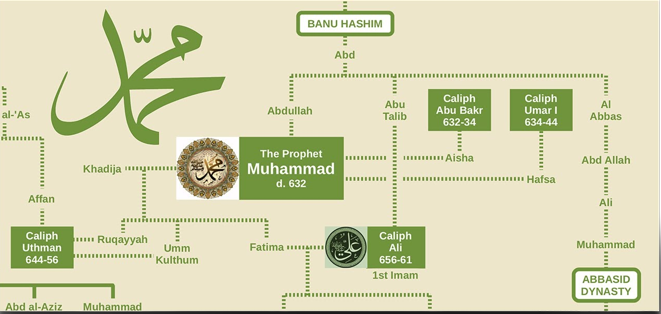 BANU HASHIM
Abd
محمد
al-'As
Abdullah
Abu
Talib
Caliph
Abu Bakr
632-34
Caliph
Umar I
634-44
Al
Abbas
The Prophet
Muhammad
d. 632
Khadija
Aisha
Abd Allah
Hafsa
Affan
Ali
Caliph
Uthman
644-56
Ruqayyah
Umm
Kulthum
Fatima
Caliph
Ali
656-61
1st Imam
Muhammad
ABBASID
DYNASTY
Abd al-Aziz
Muhammad